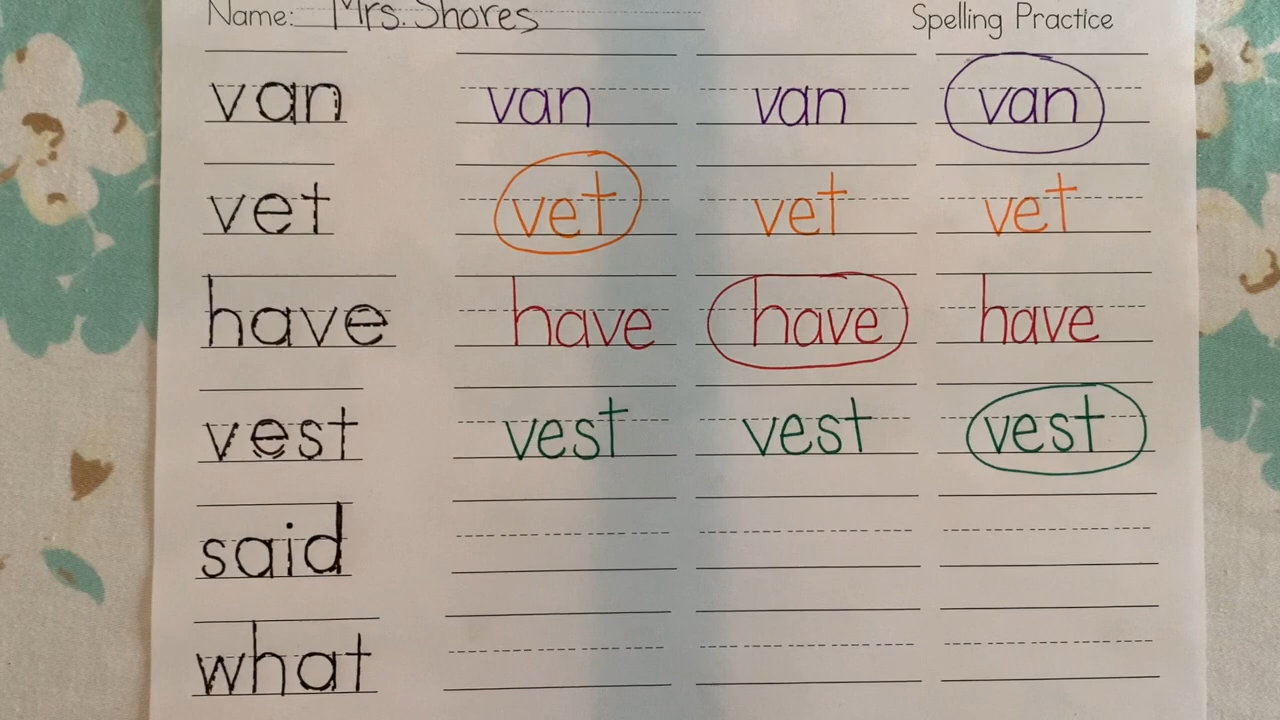 Name: Mrs. Shores Spelling Practice
van van van van
vet vet vet vet
have have have have
vest vest vest vest
said
what